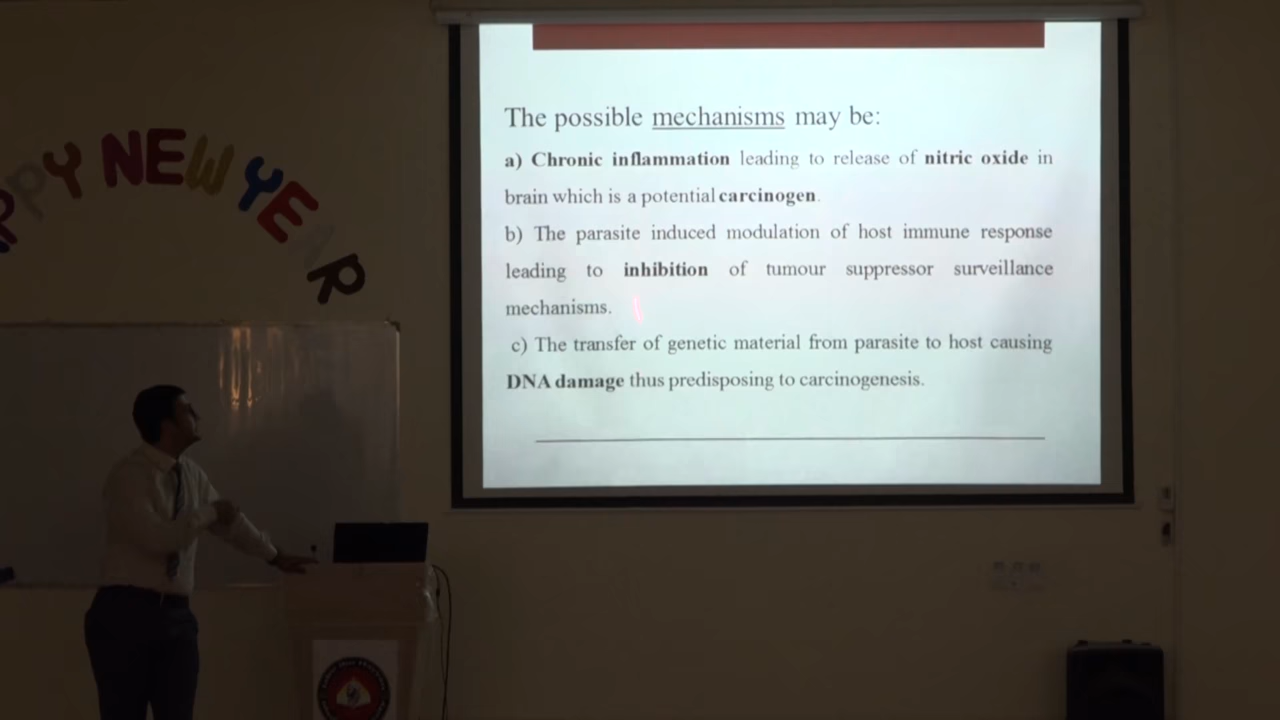 PPY NEW YEAR
The possible mechanisms may be:
a) Chronic inflammation leading to release of nitric oxide in
brain which is a potential carcinogen.
b) The parasite induced modulation of host immune response
leading to inhibition of tumour suppressor surveillance
mechanisms.
c) The transfer of genetic material from parasite to host causing
DNA damage thus predisposing to carcinogenesis.